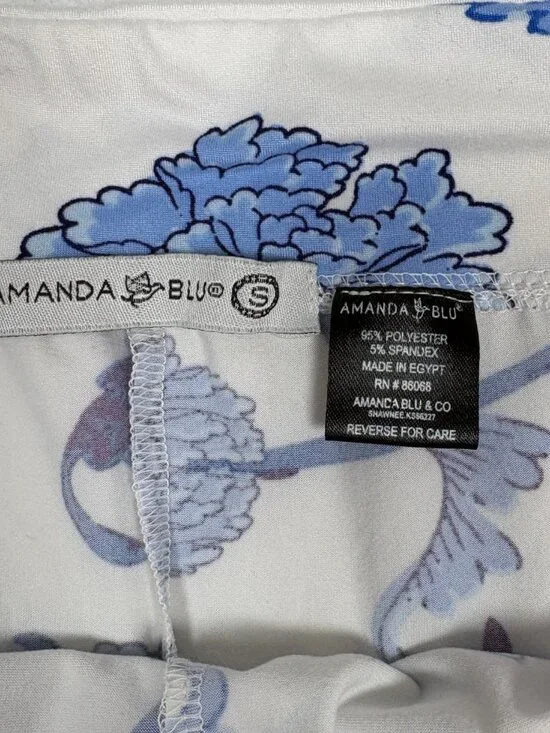 AMANDA BLU® S
AMANDA BLU®
95% POLYESTER
5% SPANDEX
MADE IN EGYPT
RN # 86068
AMANDA BLU & CO
SHAWNEE, KS66227
REVERSE FOR CARE